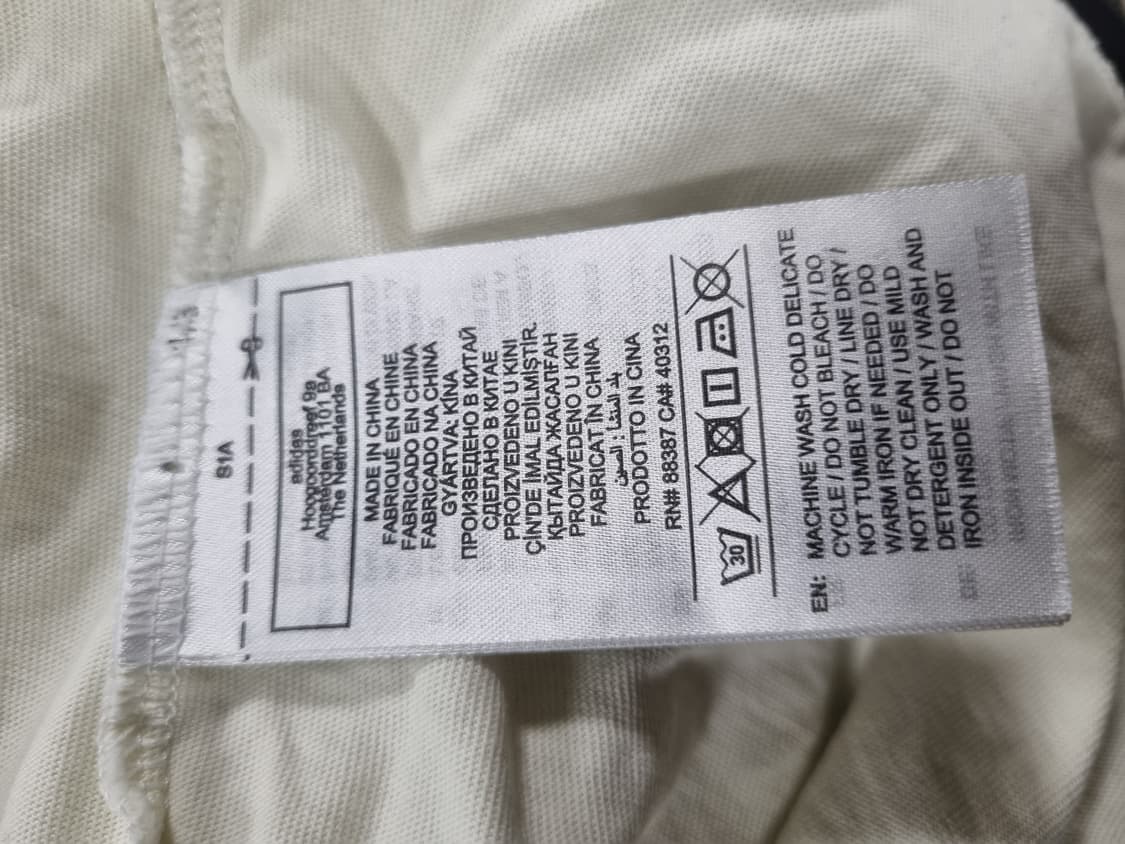 1/3
S1A
adidas
Hoogoorddreef 9a
Amsterdam 1101 BA
The Netherlands
MADE IN CHINA
FABRIQUÉ EN CHINE
FABRICADO EN CHINA
FABRICADO NA CHINA
GYÁRTVA: KÍNA
ПРОИЗВЕДЕНО В КИТАЙ
СДЕЛАНО В КИТАЕ
PROIZVEDENO U KINI
ÇİN'DE İMAL EDİLMİŞTİR.
ҚЫТАЙДА ЖАСАЛҒАН
PROIZVEDENO U KINI
FABRICAT ÎN CHINA
بلد المنشأ : الصين
PRODOTTO IN CINA
RN# 88387 CA# 40312
30
EN: MACHINE WASH COLD DELICATE
CYCLE / DO NOT BLEACH / DO
NOT TUMBLE DRY / LINE DRY /
WARM IRON IF NEEDED / DO
NOT DRY CLEAN / USE MILD
DETERGENT ONLY / WASH AND
IRON INSIDE OUT / DO NOT